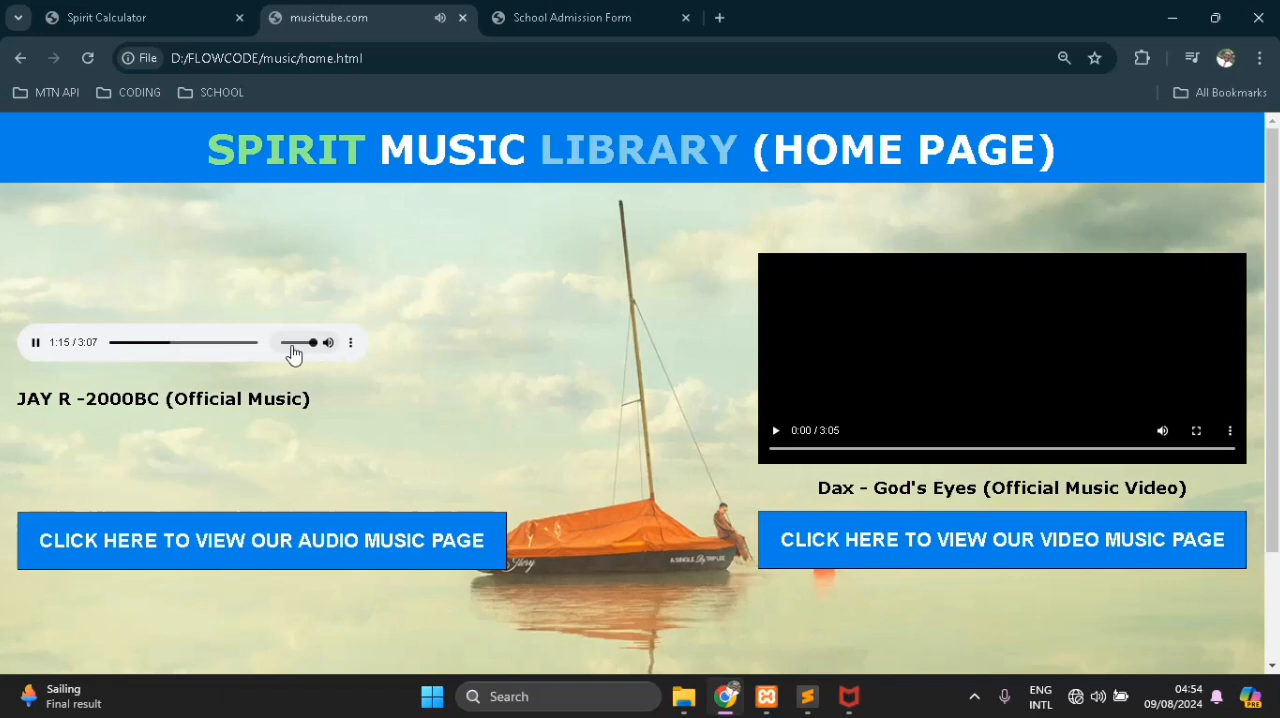 Spirit Calculator
musictube.com
School Admission Form
File
D:/FLOWCODE/music/home.html
MTN API
CODING
SCHOOL
All Bookmarks
SPIRIT MUSIC LIBRARY (HOME PAGE)
1:15 / 3:07
JAY R -2000BC (Official Music)
0:00 / 3:05
Dax - God's Eyes (Official Music Video)
CLICK HERE TO VIEW OUR AUDIO MUSIC PAGE
CLICK HERE TO VIEW OUR VIDEO MUSIC PAGE
Sailing
Final result
Search
ENG
INTL
04:54
09/08/2024
PRE